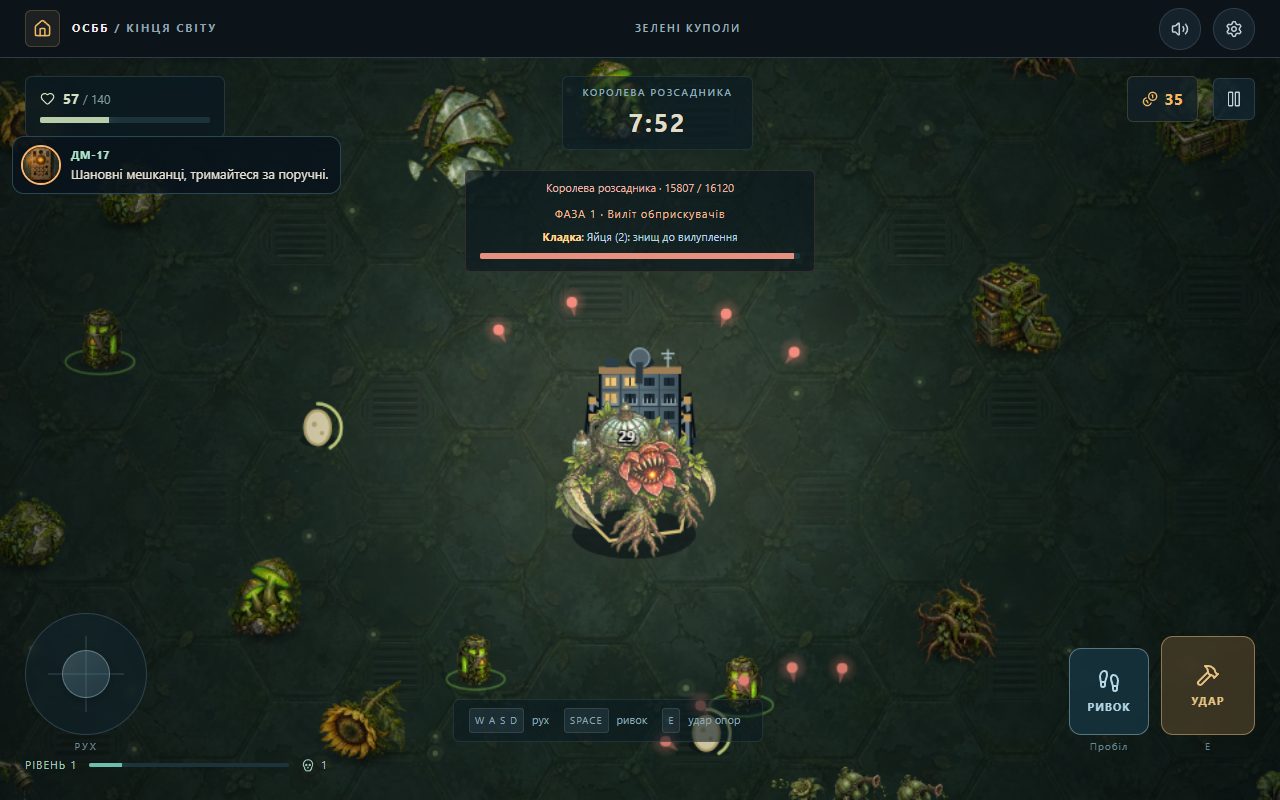 ОСББ / КІНЦЯ СВІТУ
ЗЕЛЕНІ КУПОЛИ
57 / 140
КОРОЛЕВА РОЗСАДНИКА
7:52
35
ДМ-17
Шановні мешканці, тримайтеся за поручні.
Королева розсадника · 15807 / 16120
ФАЗА 1 · Виліт обприскувачів
Кладка: Яйця (2): знищ до вилуплення
29
W A S D рух SPACE ривок E удар опор
РУХ
РІВЕНЬ 1
1
РИВОК
Пробіл
УДАР
E